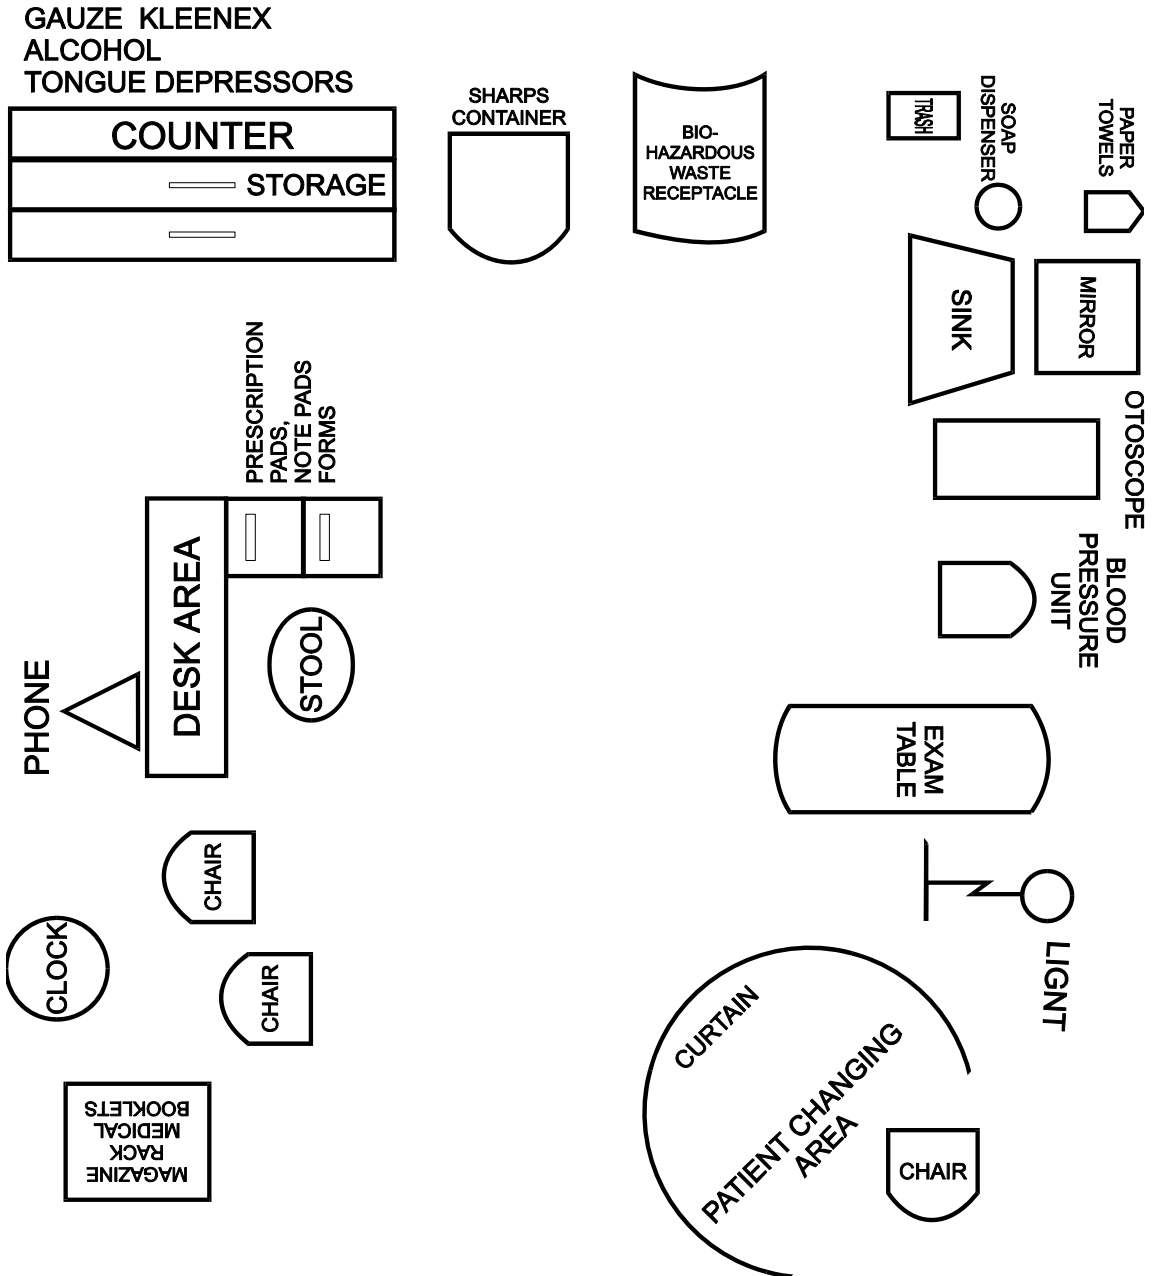 GAUZE KLEENEX
ALCOHOL
TONGUE DEPRESSORS
COUNTER
STORAGE
SHARPS
CONTAINER
BIO-
HAZARDOUS
WASTE
RECEPTACLE
TRASH
SOAP
DISPENSER
PAPER
TOWELS
SINK
MIRROR
OTOSCOPE
PRESCRIPTION
PADS,
NOTE PADS
FORMS
DESK AREA
STOOL
PHONE
BLOOD
PRESSURE
UNIT
EXAM
TABLE
LIGNT
CHAIR
CLOCK
CHAIR
CURTAIN
PATIENT CHANGING
AREA
CHAIR
MAGAZINE
RACK
MEDICAL
BOOKLETS